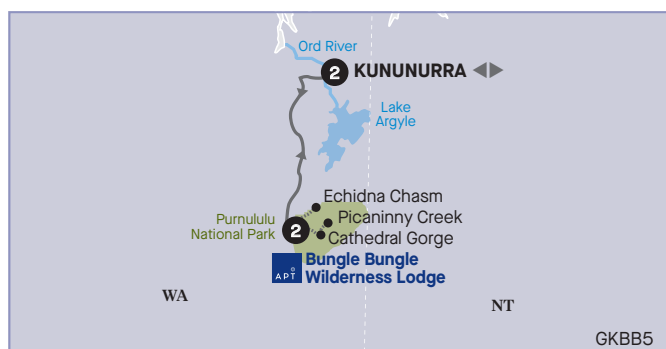 Ord River
2 KUNUNURRA
Lake
Argyle
Echidna Chasm
Picaninny Creek
Purnululu
National Park
2
Cathedral Gorge
APT
Bungle Bungle
Wilderness Lodge
WA
NT
GKBB5